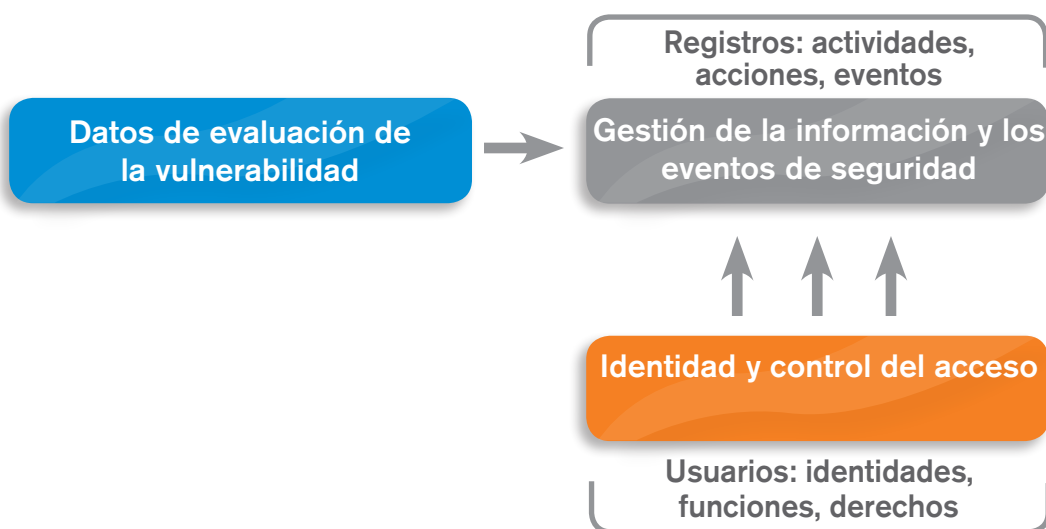 Registros: actividades,
acciones, eventos
Datos de evaluación de
la vulnerabilidad
Gestión de la información y los
eventos de seguridad
Identidad y control del acceso
Usuarios: identidades,
funciones, derechos